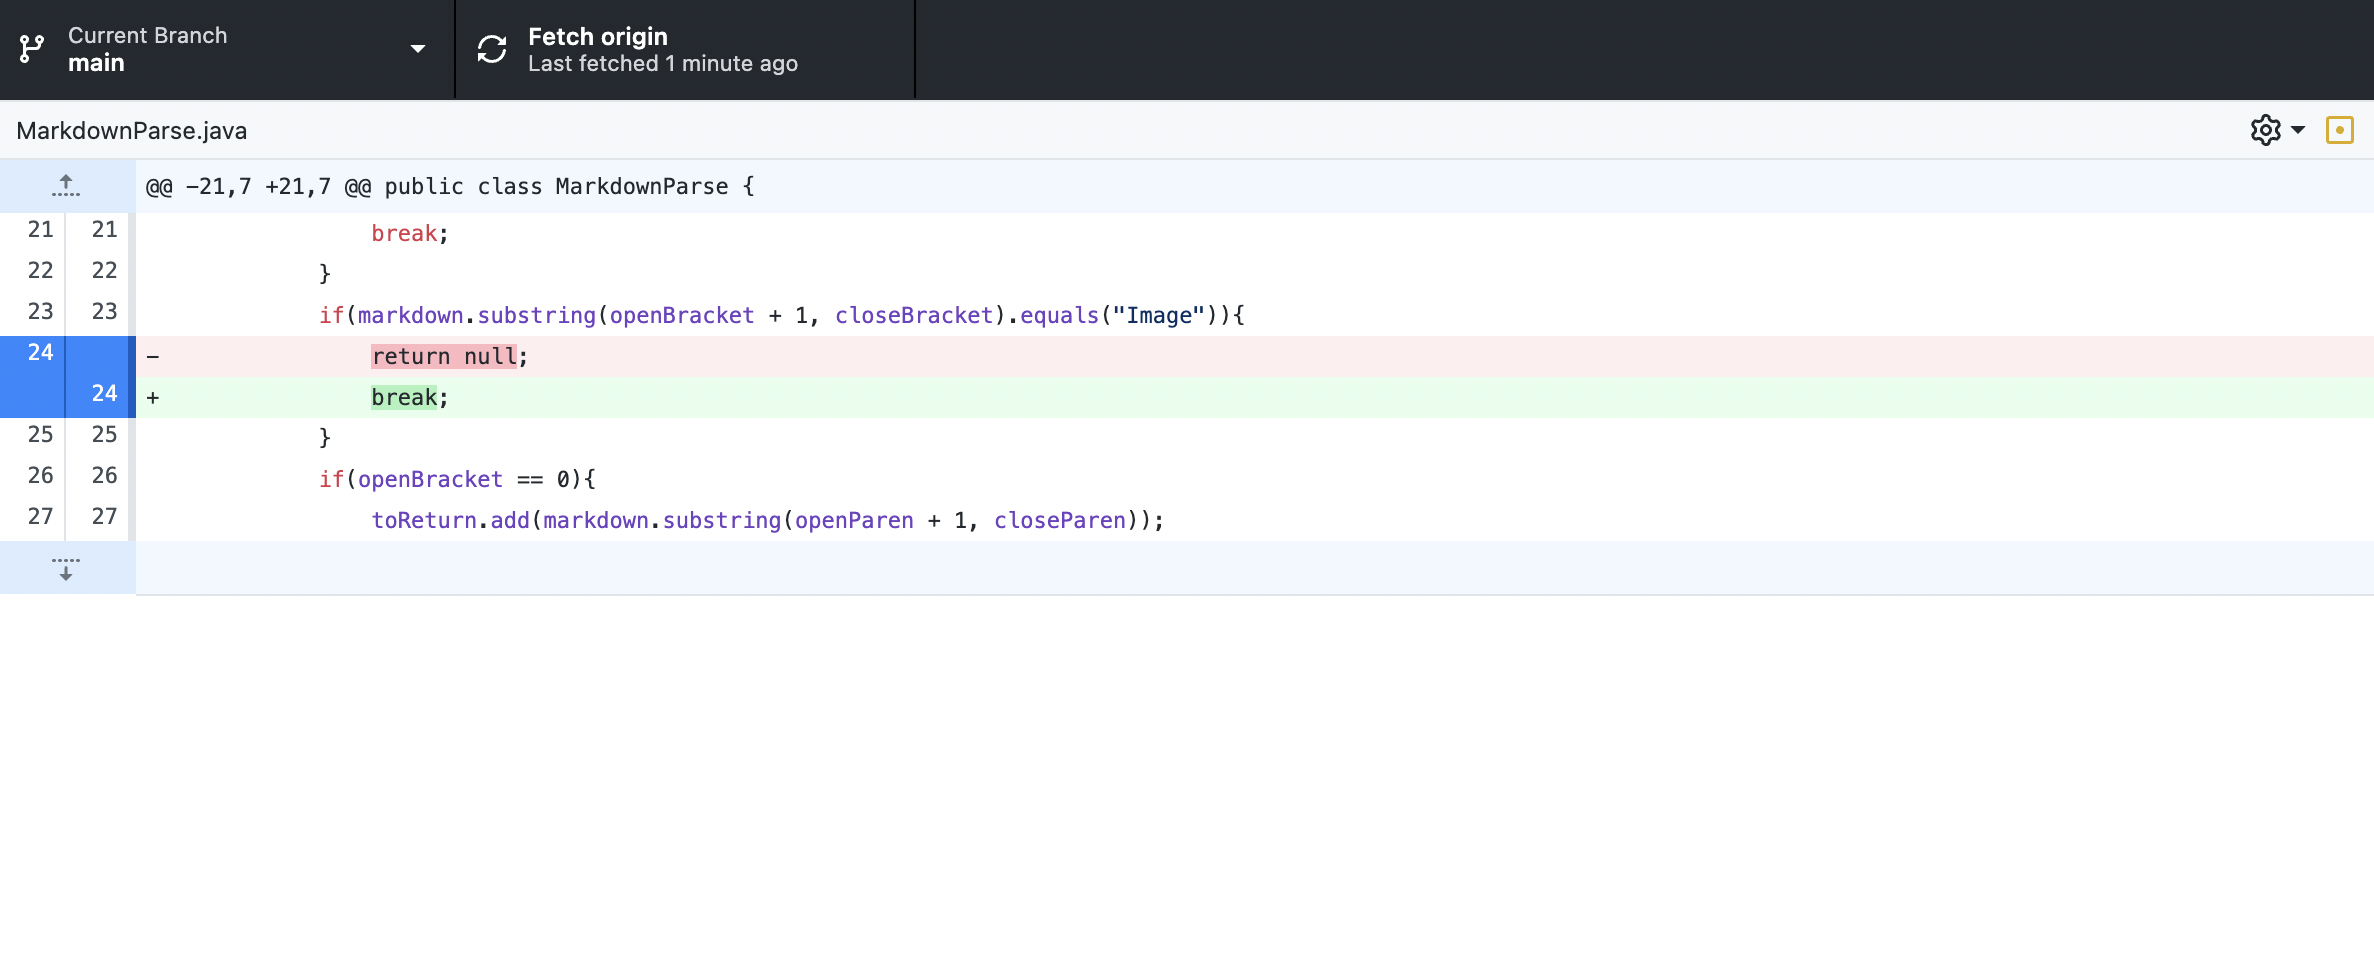 Current Branch
main
Fetch origin
Last fetched 1 minute ago
MarkdownParse.java
@@ -21,7 +21,7 @@ public class MarkdownParse {
21 21 break;
22 22 }
23 23 if(markdown.substring(openBracket + 1, closeBracket).equals("Image")){
24 - return null;
24 + break;
25 25 }
26 26 if(openBracket == 0){
27 27 toReturn.add(markdown.substring(openParen + 1, closeParen));